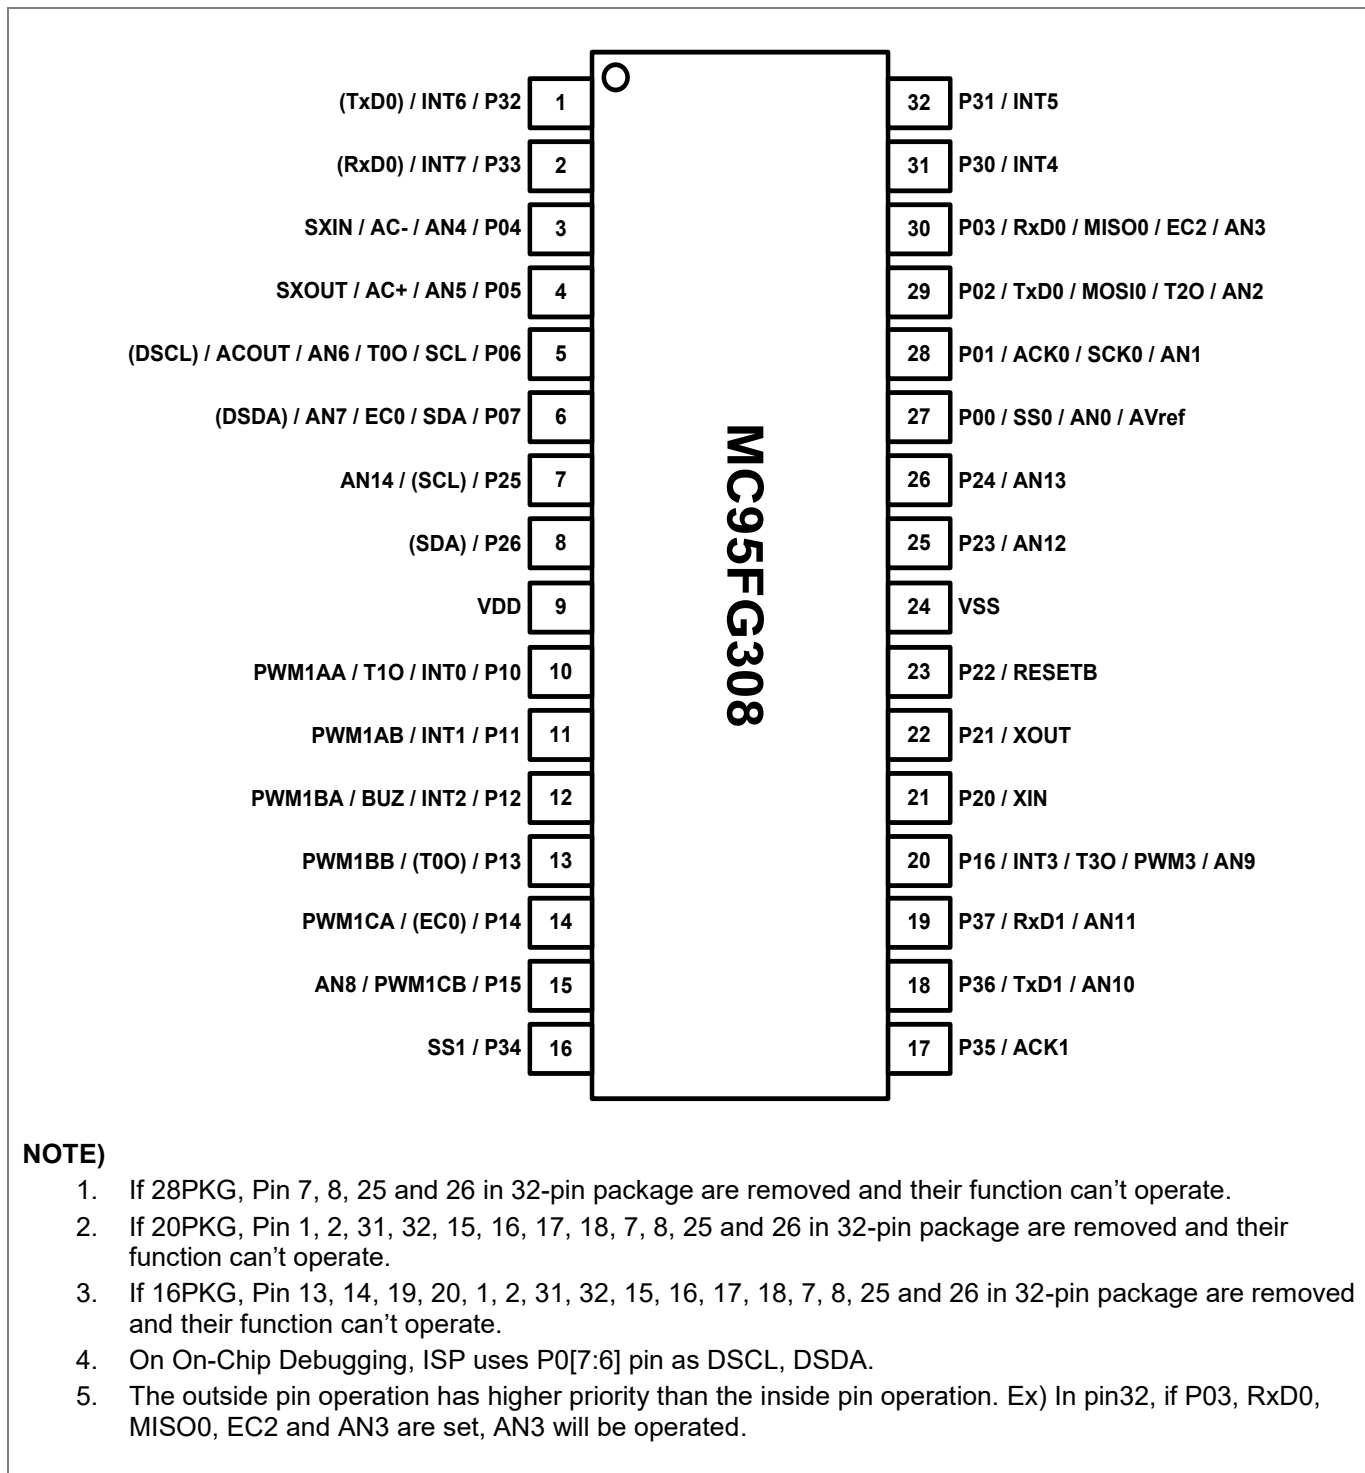 (TxD0) / INT6 / P32 1 32 P31 / INT5
(RxD0) / INT7 / P33 2 31 P30 / INT4
SXIN / AC- / AN4 / P04 3 30 P03 / RxD0 / MISO0 / EC2 / AN3
SXOUT / AC+ / AN5 / P05 4 29 P02 / TxD0 / MOSI0 / T2O / AN2
(DSCL) / ACOUT / AN6 / T0O / SCL / P06 5 28 P01 / ACK0 / SCK0 / AN1
(DSDA) / AN7 / EC0 / SDA / P07 6 27 P00 / SS0 / AN0 / AVref
AN14 / (SCL) / P25 7 26 P24 / AN13
(SDA) / P26 8 25 P23 / AN12
VDD 9 24 VSS
PWM1AA / T1O / INT0 / P10 10 23 P22 / RESETB
PWM1AB / INT1 / P11 11 22 P21 / XOUT
PWM1BA / BUZ / INT2 / P12 12 21 P20 / XIN
PWM1BB / (T0O) / P13 13 20 P16 / INT3 / T3O / PWM3 / AN9
PWM1CA / (EC0) / P14 14 19 P37 / RxD1 / AN11
AN8 / PWM1CB / P15 15 18 P36 / TxD1 / AN10
SS1 / P34 16 17 P35 / ACK1
MC95FG308
NOTE)
1. If 28PKG, Pin 7, 8, 25 and 26 in 32-pin package are removed and their function can't operate.
2. If 20PKG, Pin 1, 2, 31, 32, 15, 16, 17, 18, 7, 8, 25 and 26 in 32-pin package are removed and their
function can't operate.
3. If 16PKG, Pin 13, 14, 19, 20, 1, 2, 31, 32, 15, 16, 17, 18, 7, 8, 25 and 26 in 32-pin package are removed
and their function can't operate.
4. On On-Chip Debugging, ISP uses P0[7:6] pin as DSCL, DSDA.
5. The outside pin operation has higher priority than the inside pin operation. Ex) In pin32, if P03, RxD0,
MISO0, EC2 and AN3 are set, AN3 will be operated.